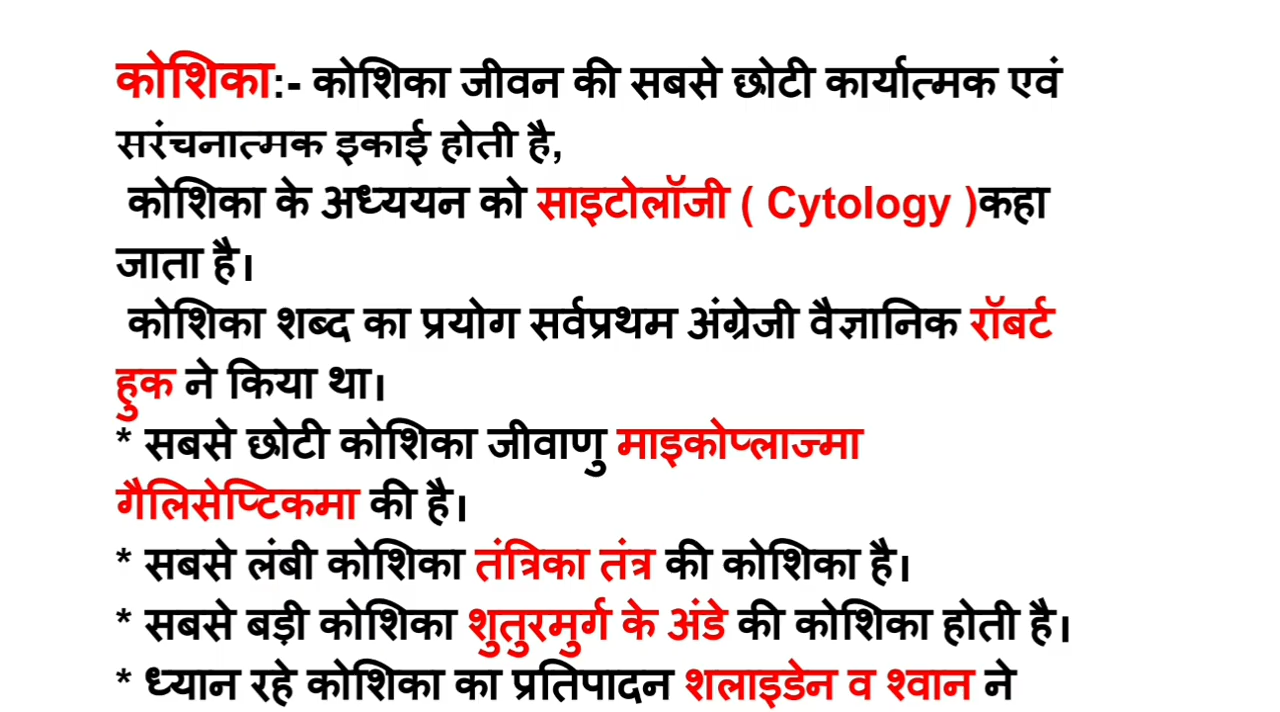 कोशिका:- कोशिका जीवन की सबसे छोटी कार्यात्मक एवं
सरंचनात्मक इकाई होती है,
कोशिका के अध्ययन को साइटोलॉजी ( Cytology )कहा
जाता है।
कोशिका शब्द का प्रयोग सर्वप्रथम अंग्रेजी वैज्ञानिक रॉबर्ट
हुक ने किया था।
* सबसे छोटी कोशिका जीवाणु माइकोप्लाज्मा
गैलिसेप्टिकमा की है।
* सबसे लंबी कोशिका तंत्रिका तंत्र की कोशिका है।
* सबसे बड़ी कोशिका शुतुरमुर्ग के अंडे की कोशिका होती है।
* ध्यान रहे कोशिका का प्रतिपादन शलाइडेन व श्वान ने